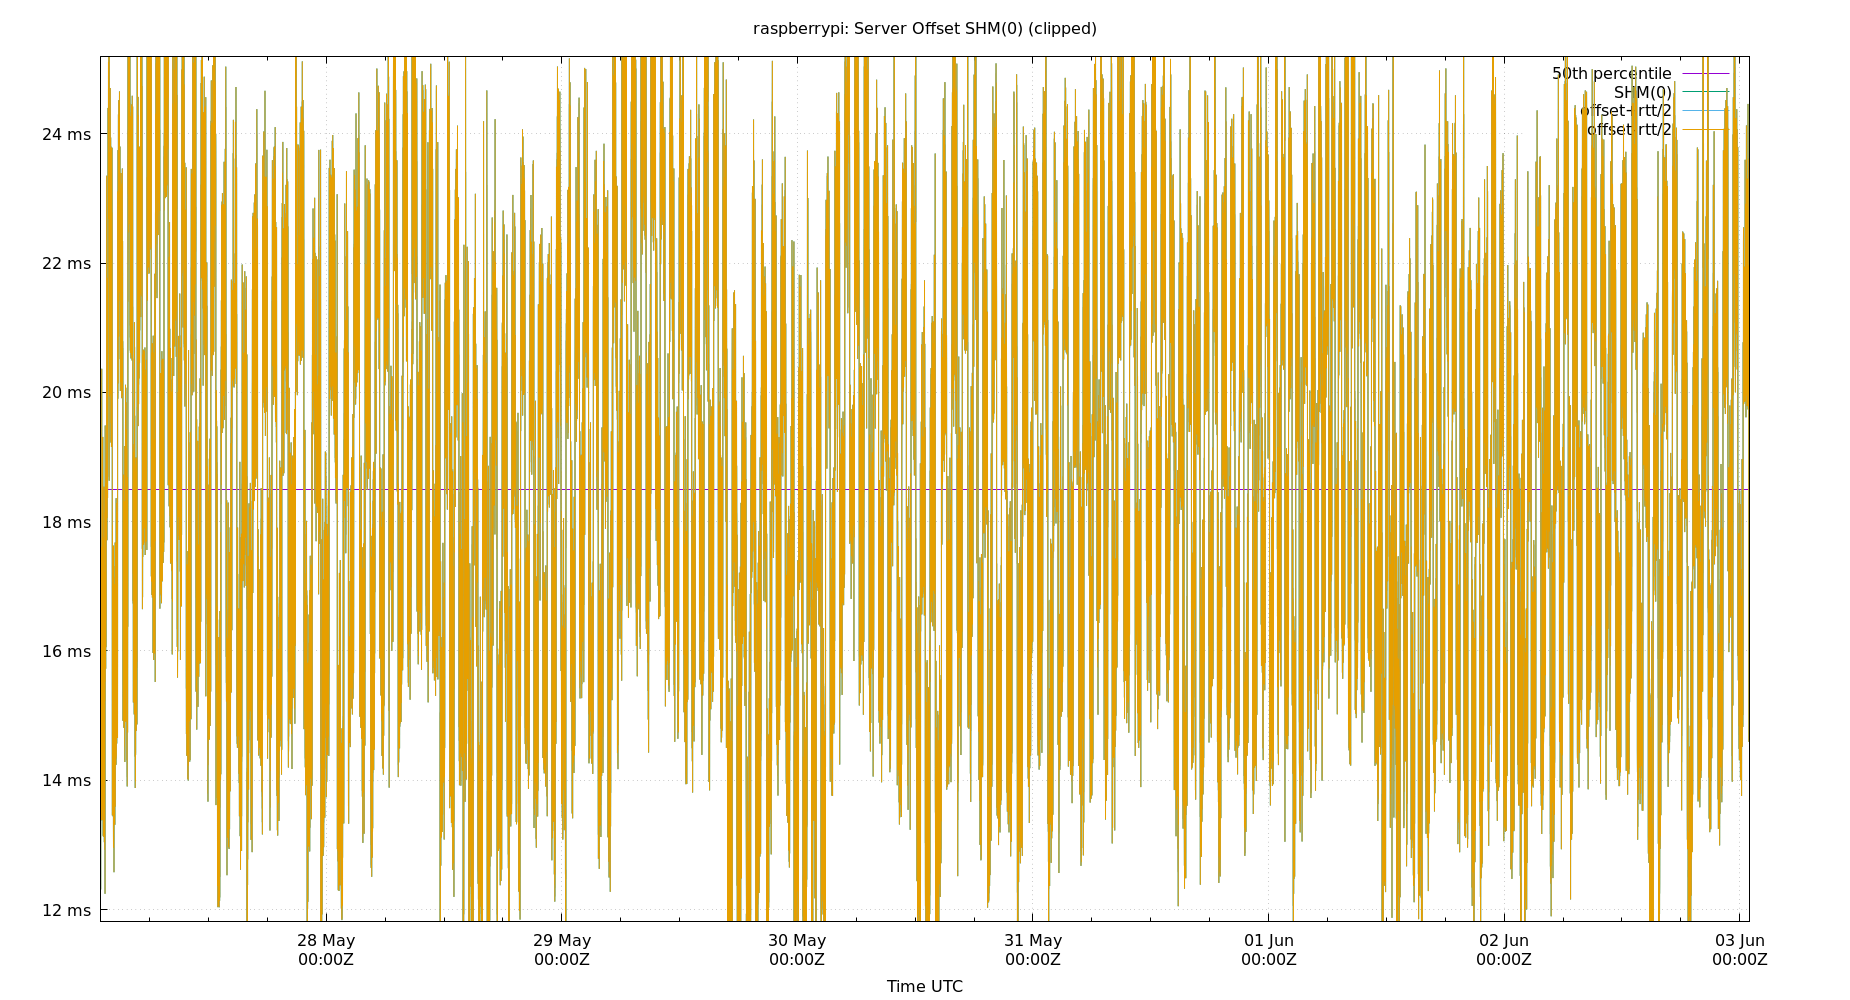 raspberrypi: Server Offset SHM(0) (clipped)
50th percentile
SHM(0)
offset+rtt/2
offset-rtt/2
24 ms
22 ms
20 ms
18 ms
16 ms
14 ms
12 ms
28 May 29 May 30 May 31 May 01 Jun 02 Jun 03 Jun
00:00Z 00:00Z 00:00Z 00:00Z 00:00Z 00:00Z 00:00Z
Time UTC